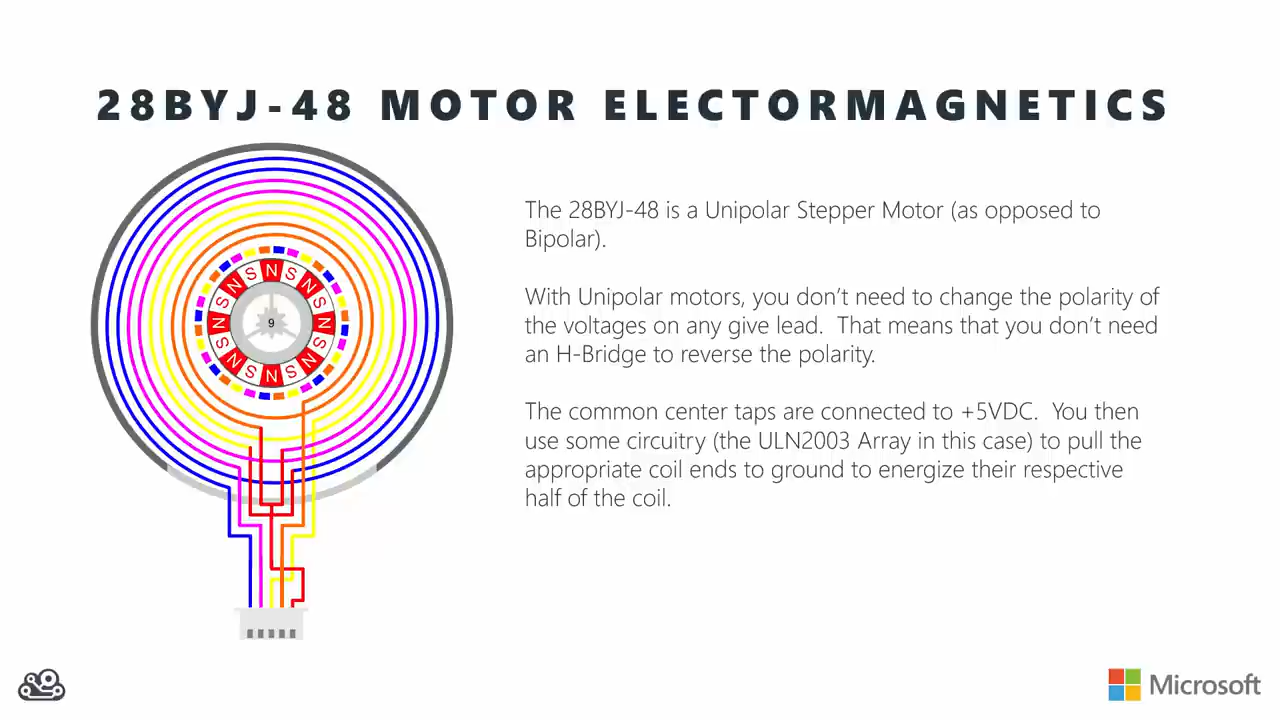 28BYJ-48 MOTOR ELECTORMAGNETICS
The 28BYJ-48 is a Unipolar Stepper Motor (as opposed to
Bipolar).
With Unipolar motors, you don't need to change the polarity of
the voltages on any give lead.  That means that you don't need
an H-Bridge to reverse the polarity.
The common center taps are connected to +5VDC.  You then
use some circuitry (the ULN2003 Array in this case) to pull the
appropriate coil ends to ground to energize their respective
half of the coil.
N
S
N
S
N
S
N
S
N
S
N
S
N
S
N
S
9
Microsoft